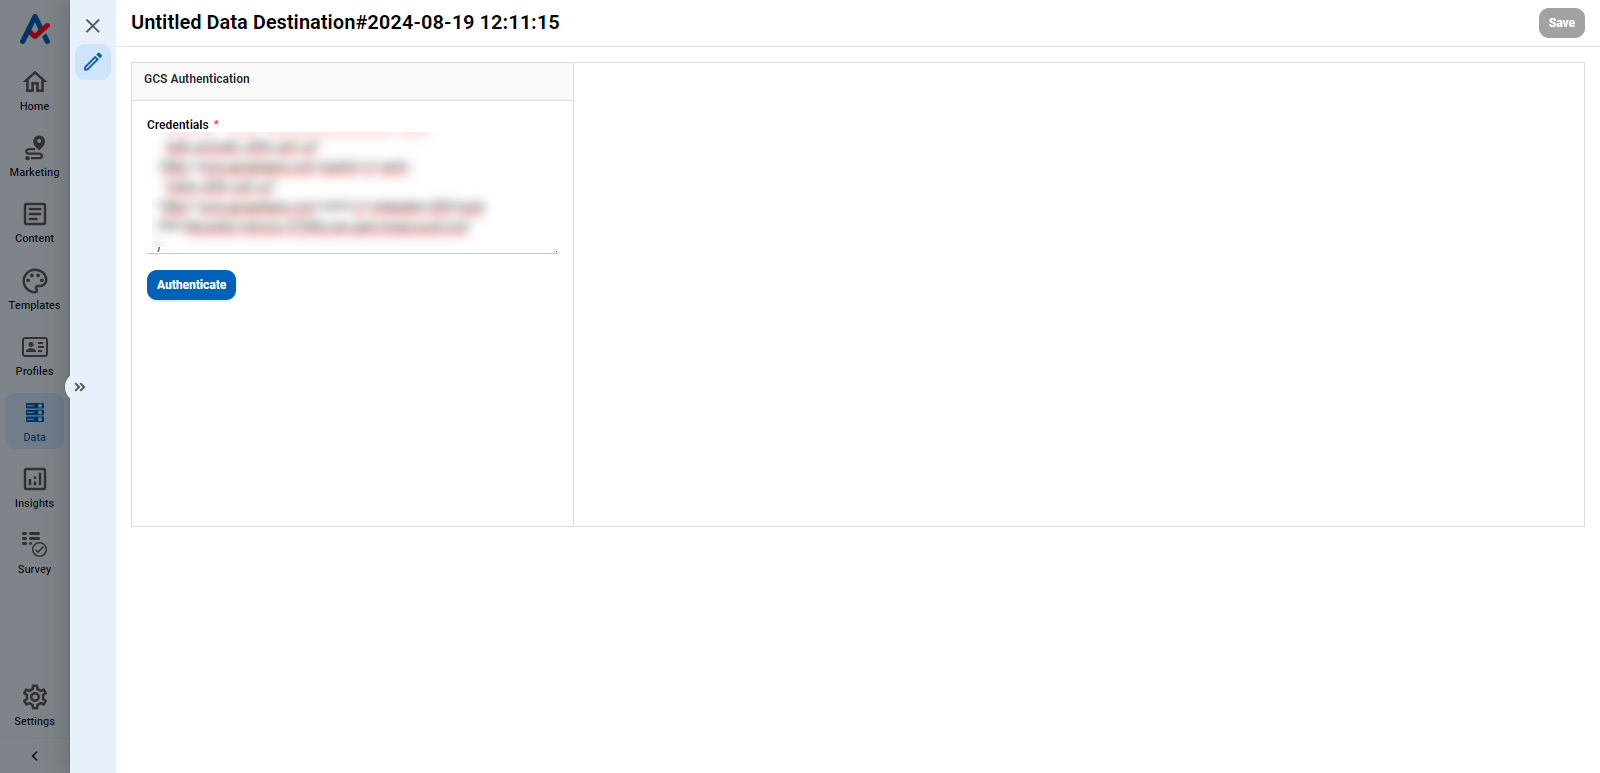 Untitled Data Destination#2024-08-19 12:11:15
Save
Home
Marketing
Content
Templates
Profiles
Data
Insights
Survey
Settings
GCS Authentication
Credentials *
Authenticate